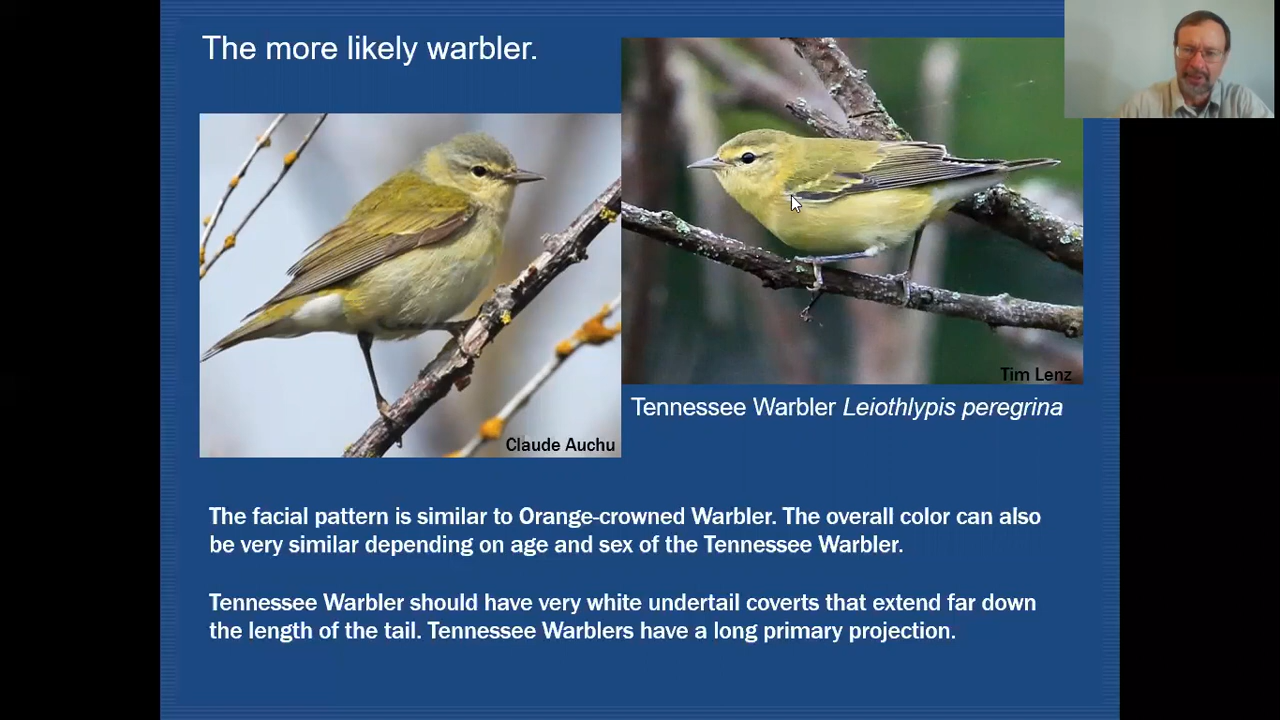 The more likely warbler.
Claude Auchu
Tim Lenz
Tennessee Warbler Leiothlypis peregrina
The facial pattern is similar to Orange-crowned Warbler. The overall color can also
be very similar depending on age and sex of the Tennessee Warbler.
Tennessee Warbler should have very white undertail coverts that extend far down
the length of the tail. Tennessee Warblers have a long primary projection.